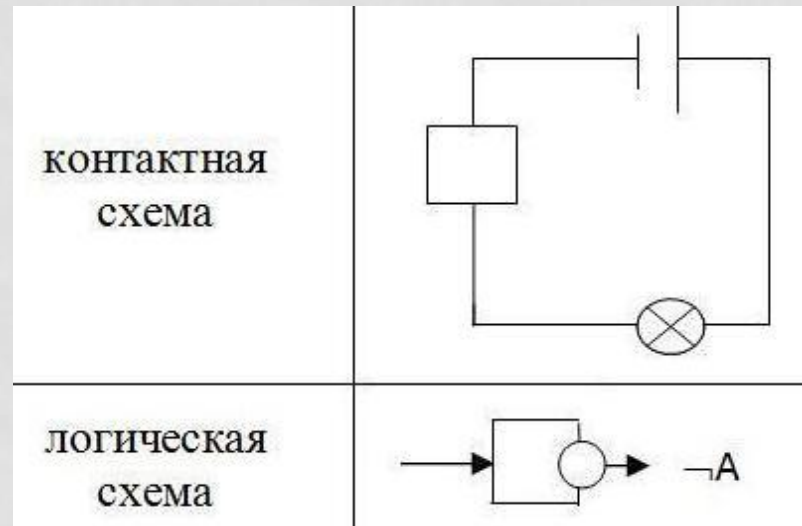 контактная
схема
логическая
схема
¬A